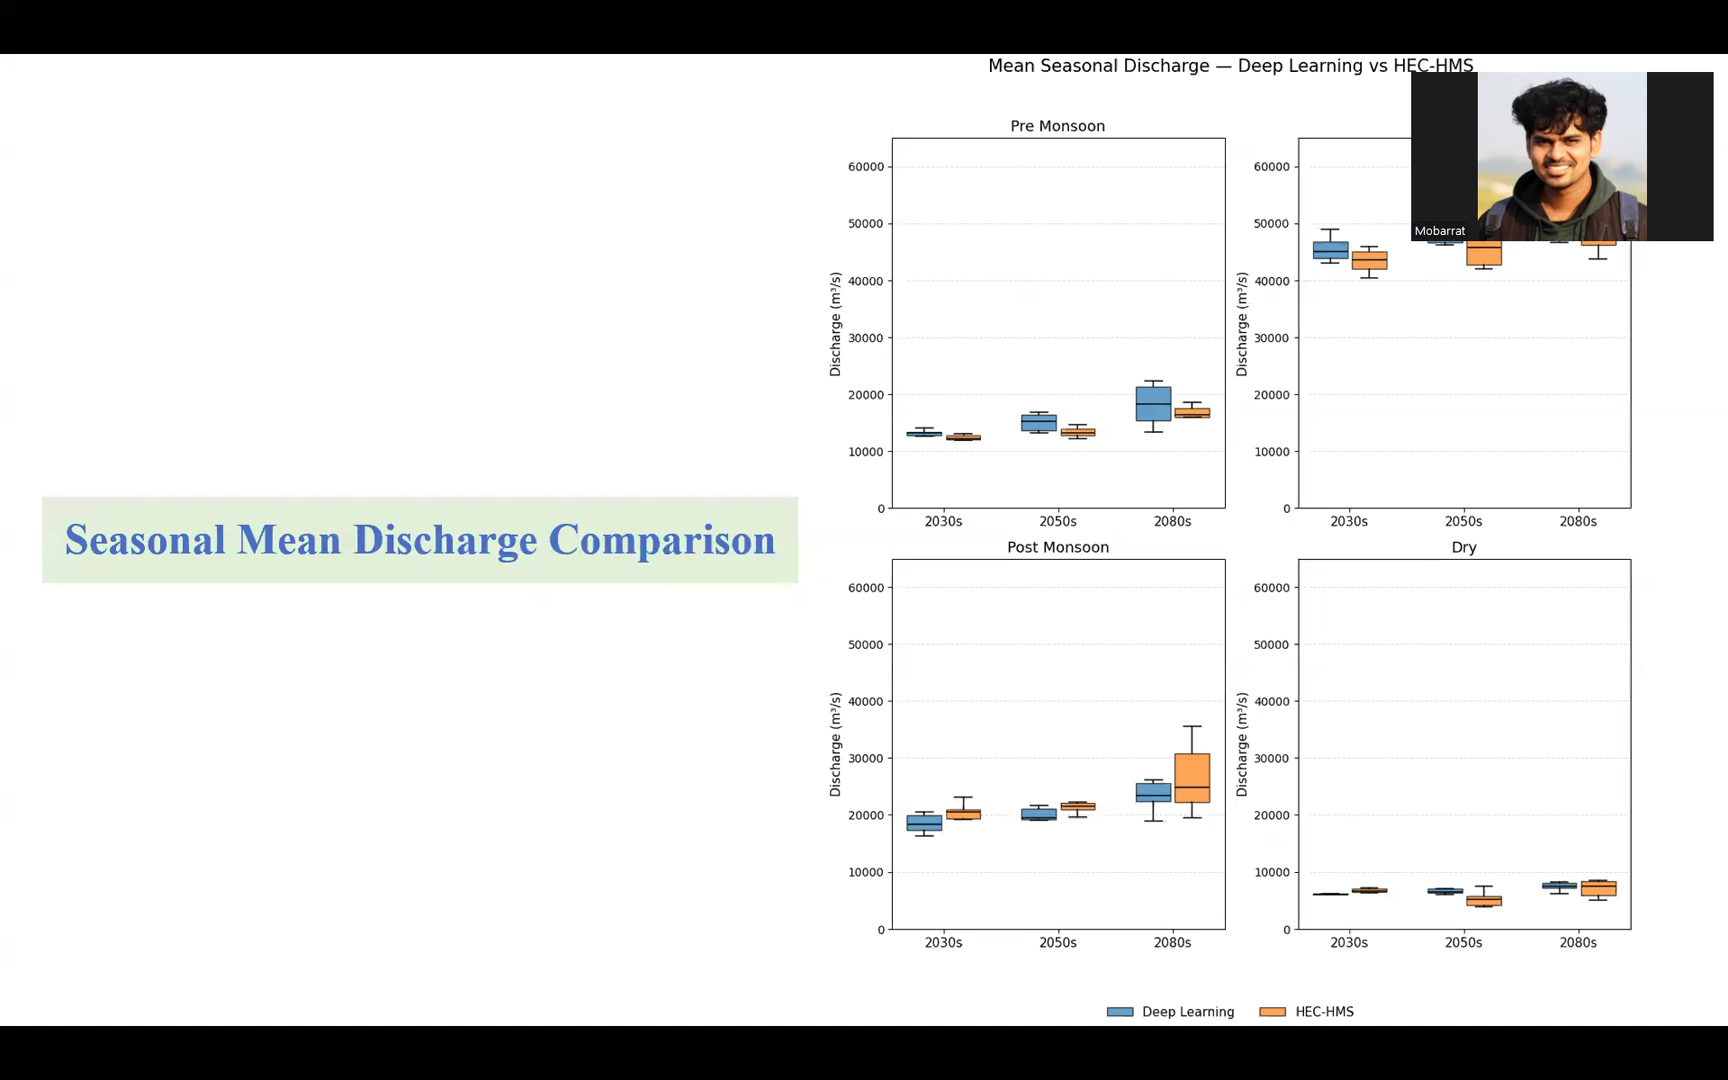 Mean Seasonal Discharge — Deep Learning vs HEC-HMS
Mobarrat
Seasonal Mean Discharge Comparison
Pre Monsoon
Discharge (m³/s)
60000
50000
40000
30000
20000
10000
0
2030s 2050s 2080s
Discharge (m³/s)
60000
50000
40000
30000
20000
10000
0
2030s 2050s 2080s
Post Monsoon
Discharge (m³/s)
60000
50000
40000
30000
20000
10000
0
2030s 2050s 2080s
Dry
Discharge (m³/s)
60000
50000
40000
30000
20000
10000
0
2030s 2050s 2080s
Deep Learning HEC-HMS